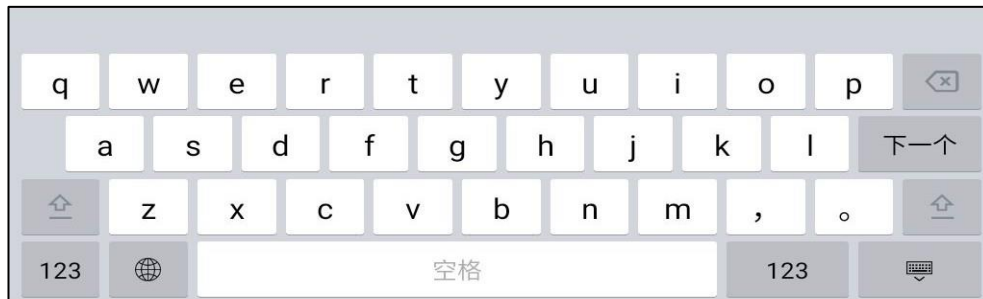 q w e r t y u i o p
a s d f g h j k l 下一个
z x c v b n m ， 。
123 空格 123